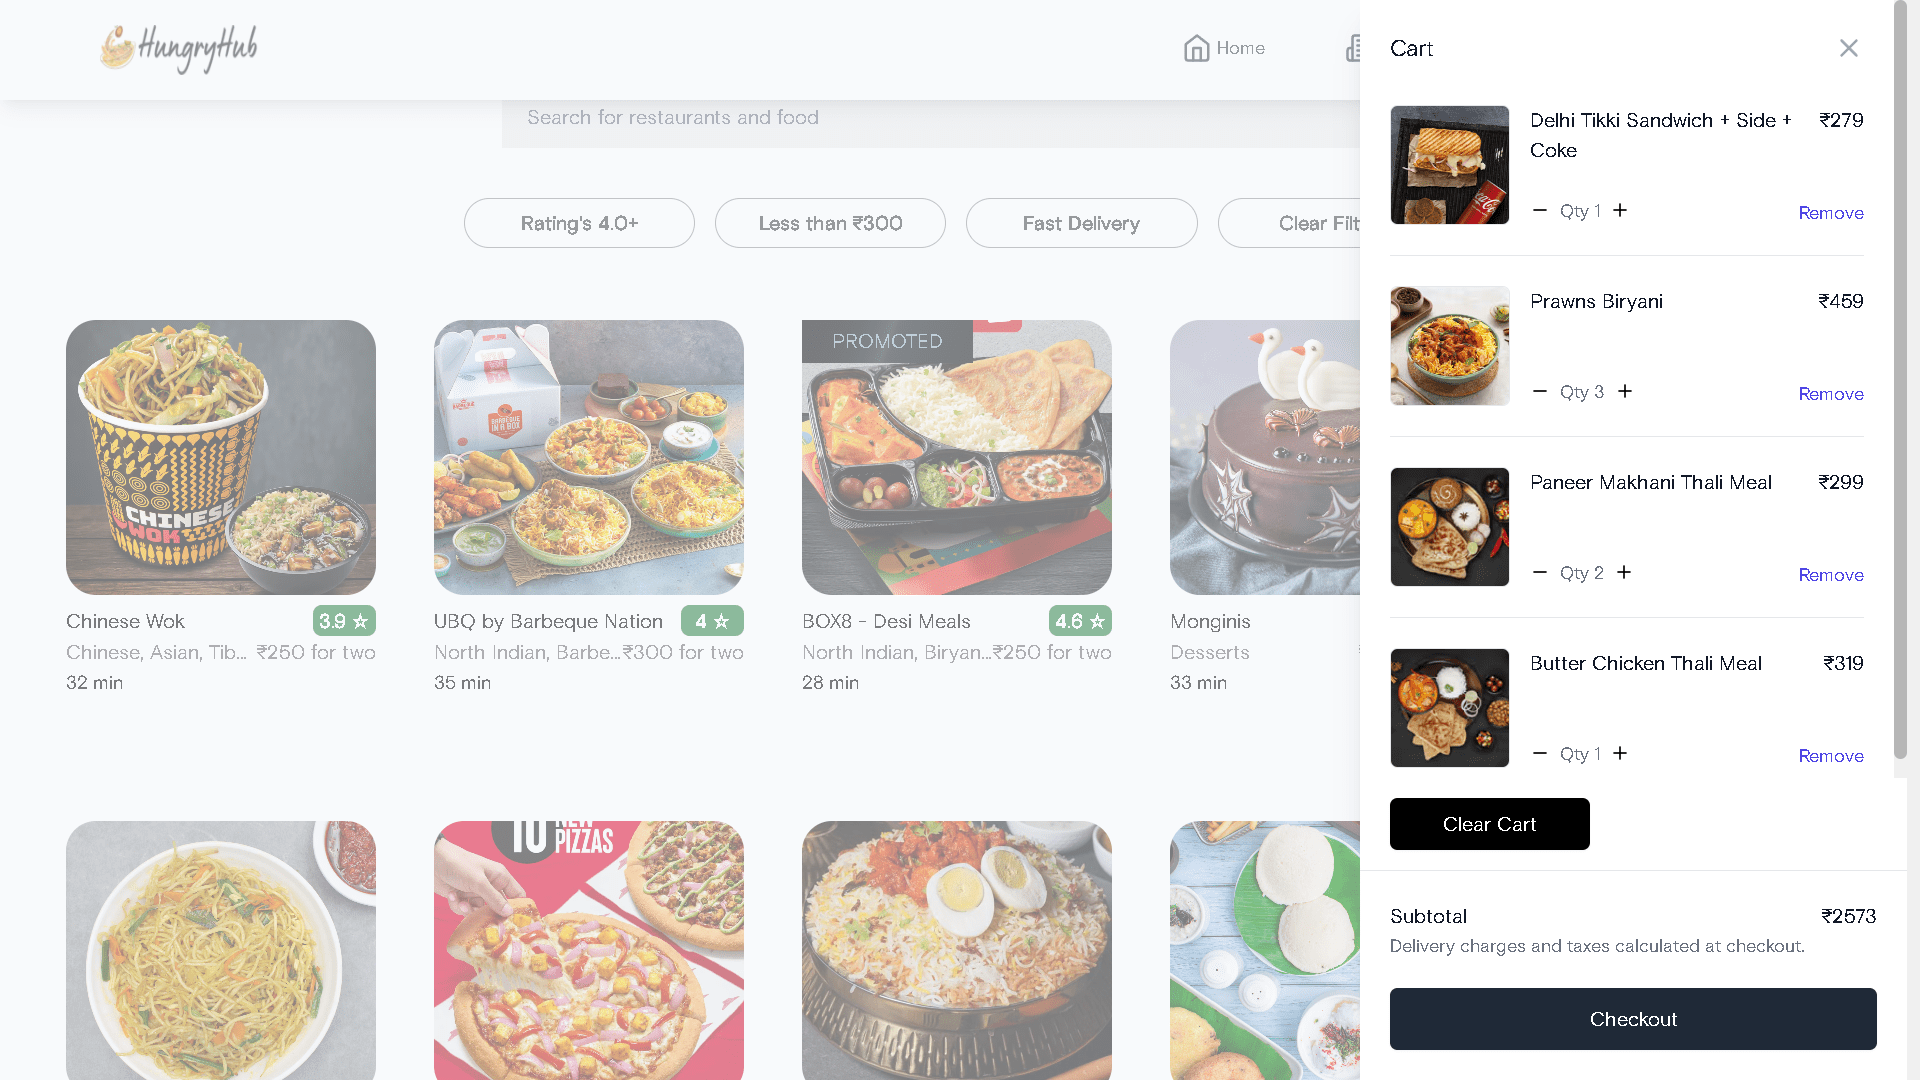 HungryHub
Home
Search for restaurants and food
Rating's 4.0+
Less than ₹300
Fast Delivery
Clear Filt
CHINESE
WOK
BARBEQUE
IN A BOX
PROMOTED
Chinese Wok
3.9 ☆
Chinese, Asian, Tib... ₹250 for two
32 min
UBQ by Barbeque Nation
4 ☆
North Indian, Barbe...₹300 for two
35 min
BOX8 - Desi Meals
4.6 ☆
North Indian, Biryan...₹250 for two
28 min
Monginis
Desserts
33 min
10 NEW
PIZZAS
Cart
Delhi Tikki Sandwich + Side +
Coke
₹279
Qty 1
Remove
Prawns Biryani
₹459
Qty 3
Remove
Paneer Makhani Thali Meal
₹299
Qty 2
Remove
Butter Chicken Thali Meal
₹319
Qty 1
Remove
Clear Cart
Subtotal
₹2573
Delivery charges and taxes calculated at checkout.
Checkout